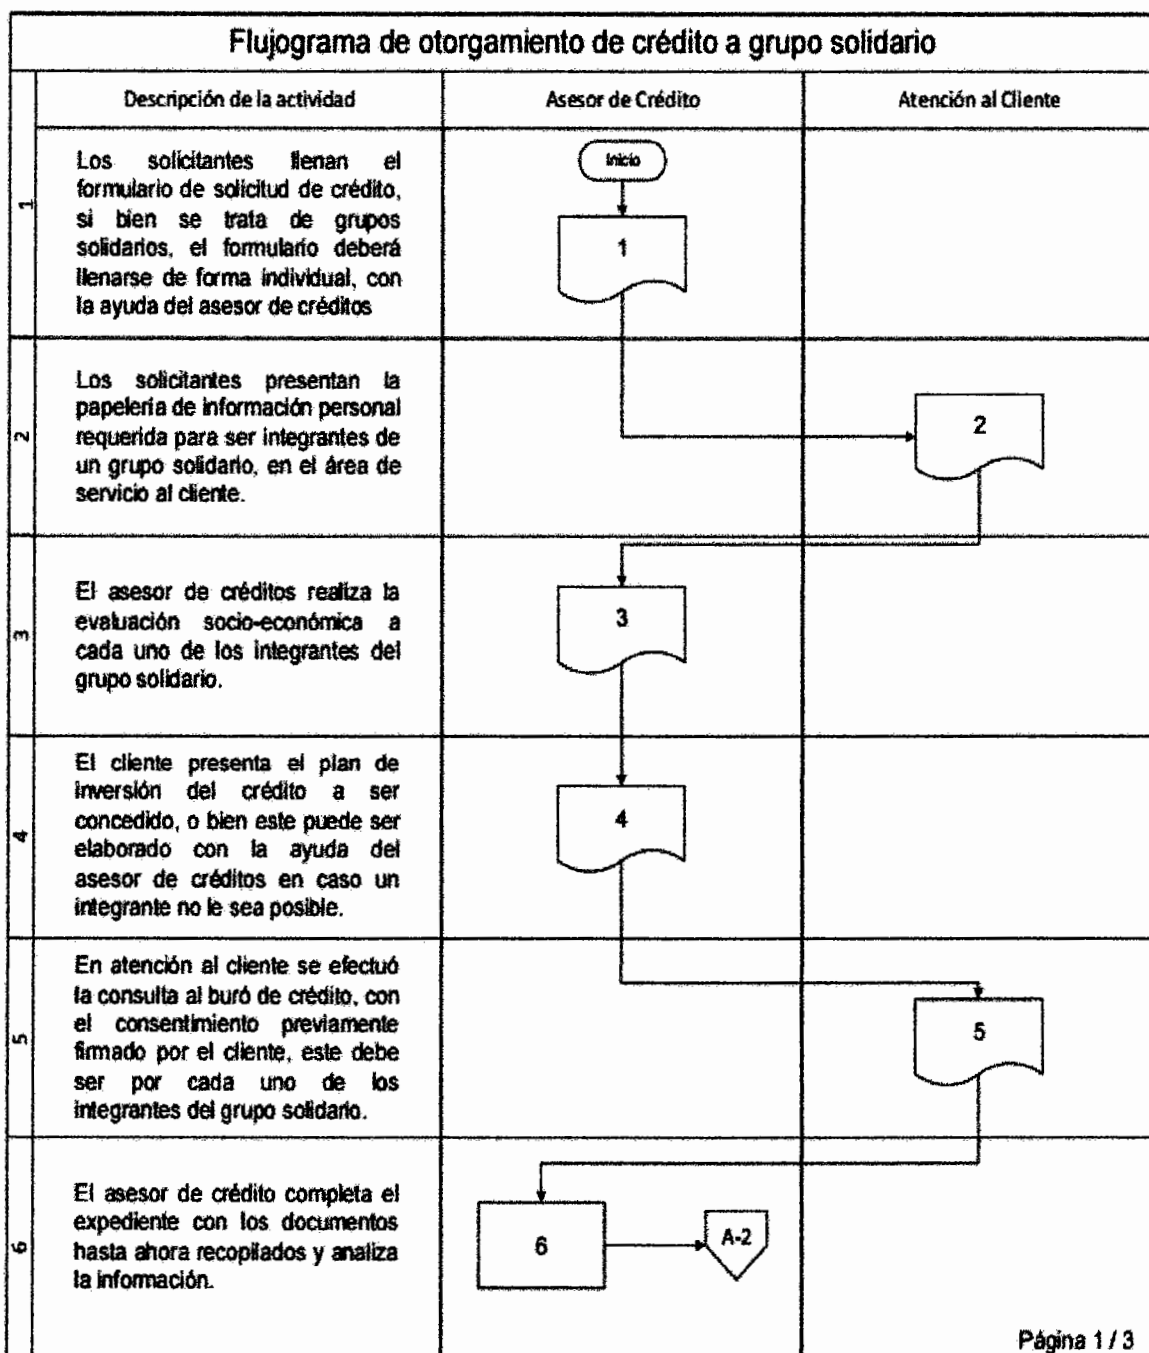 Flujograma de otorgamiento de crédito a grupo solidario
Descripción de la actividad
Asesor de Crédito
Atención al Cliente
1
Los solicitantes llenan el
formulario de solicitud de crédito,
si bien se trata de grupos
solidarios, el formulario deberá
llenarse de forma individual, con
la ayuda del asesor de créditos
Inicio
1
2
Los solicitantes presentan la
papelería de información personal
requerida para ser integrantes de
un grupo solidario, en el área de
servicio al cliente.
2
3
El asesor de créditos realiza la
evaluación socio-económica a
cada uno de los integrantes del
grupo solidario.
3
4
El cliente presenta el plan de
inversión del crédito a ser
concedido, o bien este puede ser
elaborado con la ayuda del
asesor de créditos en caso un
integrante no le sea posible.
4
5
En atención al cliente se efectuó
la consulta al buró de crédito, con
el consentimiento previamente
firmado por el cliente, este debe
ser por cada uno de los
integrantes del grupo solidario.
5
6
El asesor de crédito completa el
expediente con los documentos
hasta ahora recopilados y analiza
la información.
6
A-2
Página 1 / 3